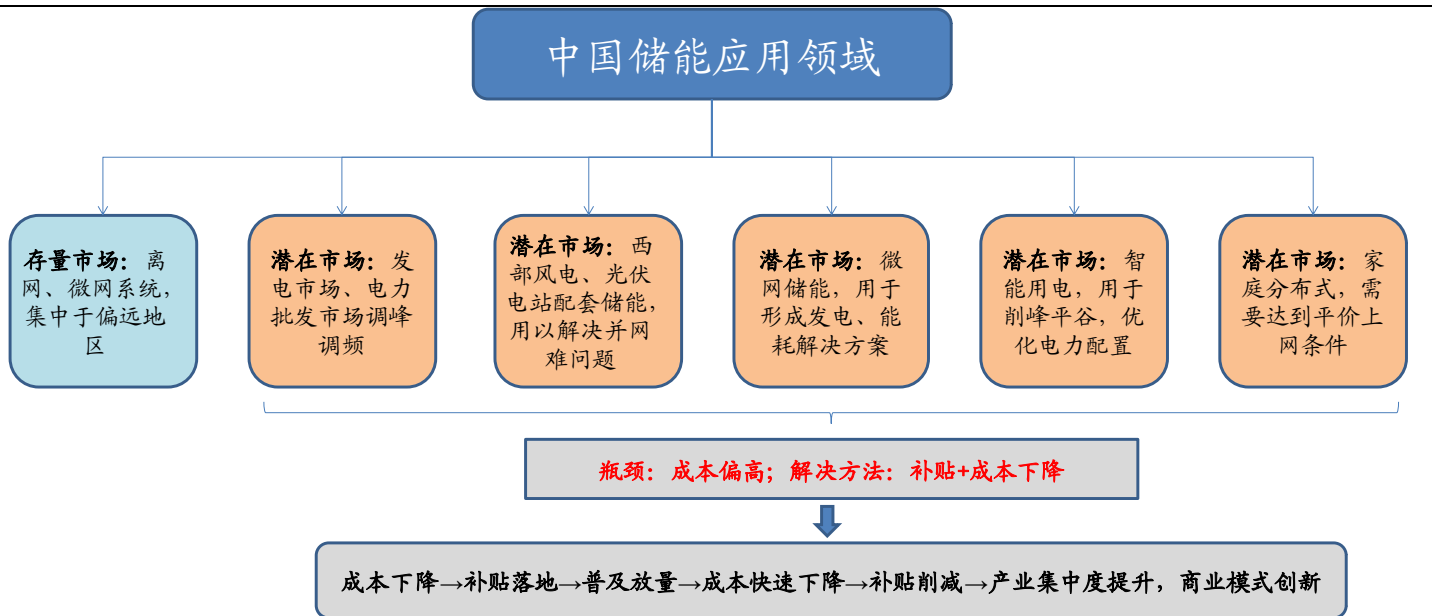 中国储能应用领域
存量市场：离
网、微网系统，
集中于偏远地
区
潜在市场：发
电市场、电力
批发市场调峰
调频
潜在市场：西
部风电、光伏
电站配套储能，
用以解决并网
难问题
潜在市场：微
网储能，用于
形成发电、能
耗解决方案
潜在市场：智
能用电，用于
削峰平谷，优
化电力配置
潜在市场：家
庭分布式，需
要达到平价上
网条件
瓶颈：成本偏高；解决方法：补贴+成本下降
成本下降→补贴落地→普及放量→成本快速下降→补贴削减→产业集中度提升，商业模式创新